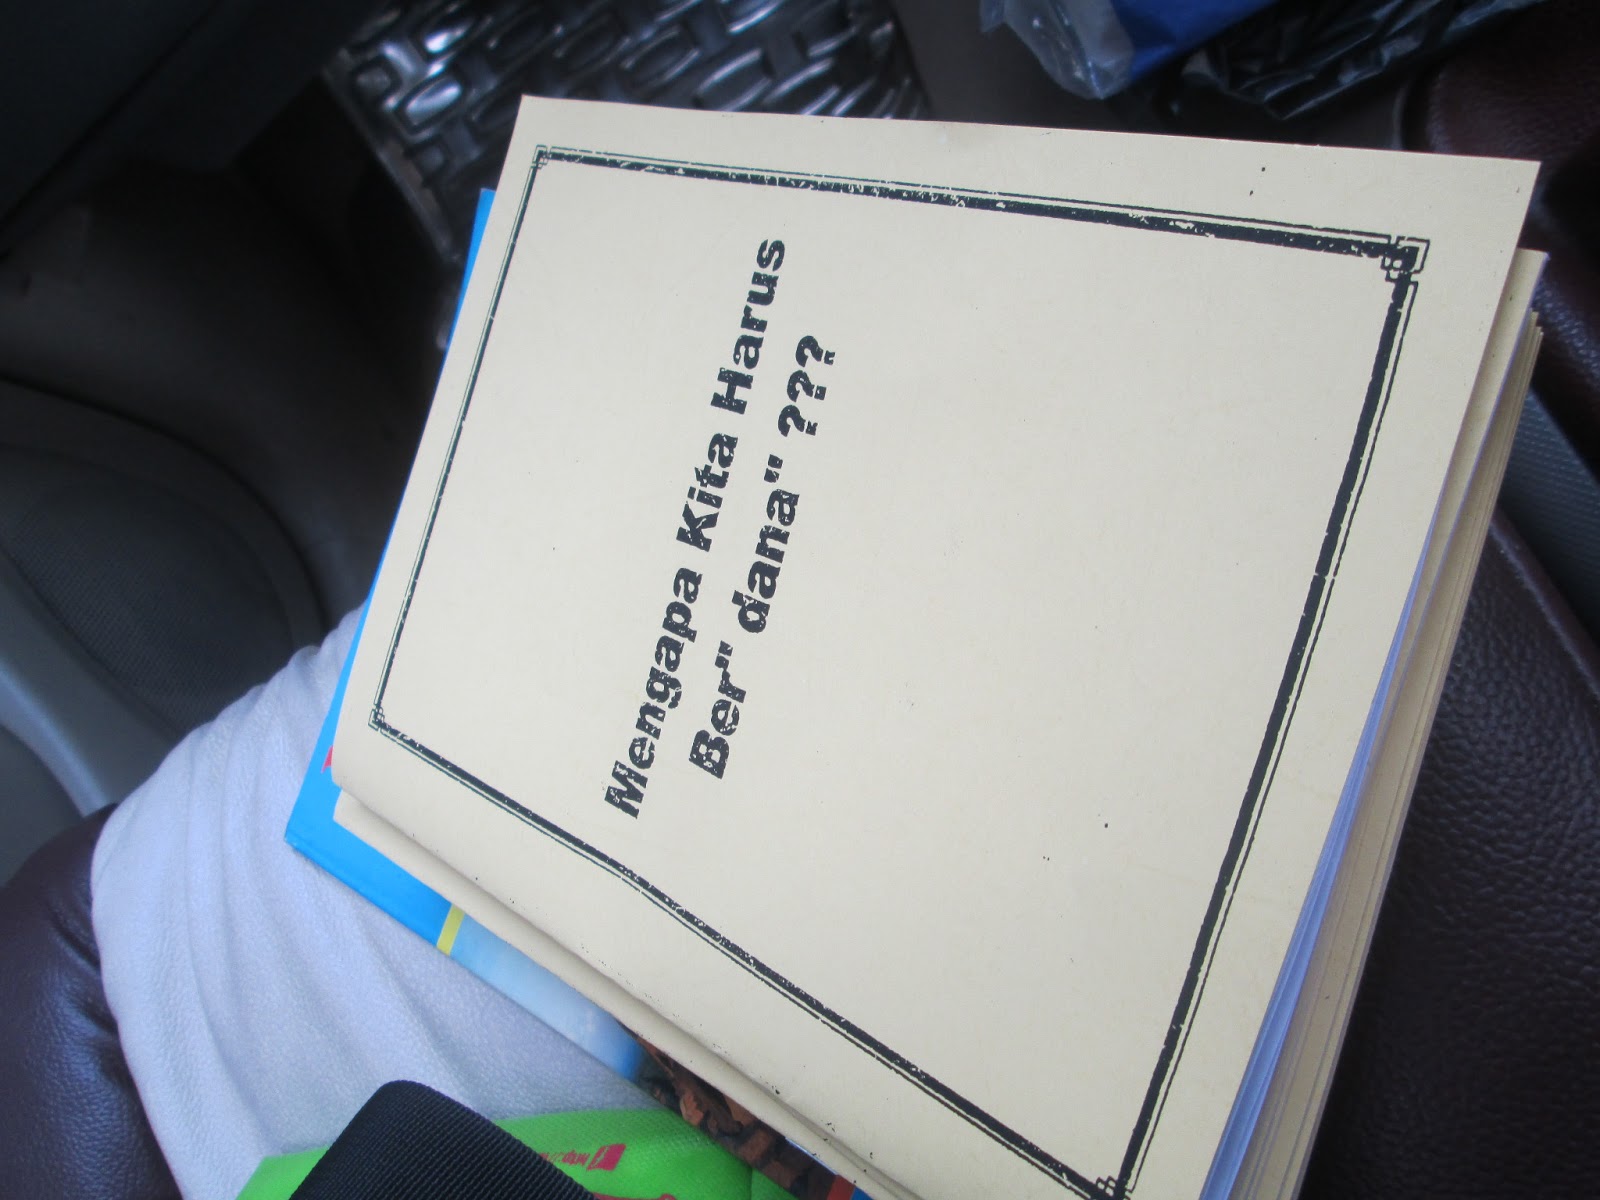 Mengapa Kita Harus
Ber" dana" ???